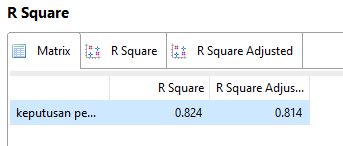 R Square
Matrix R Square R Square Adjusted
R Square R Square Adjus...
keputusan pe... 0.824 0.814